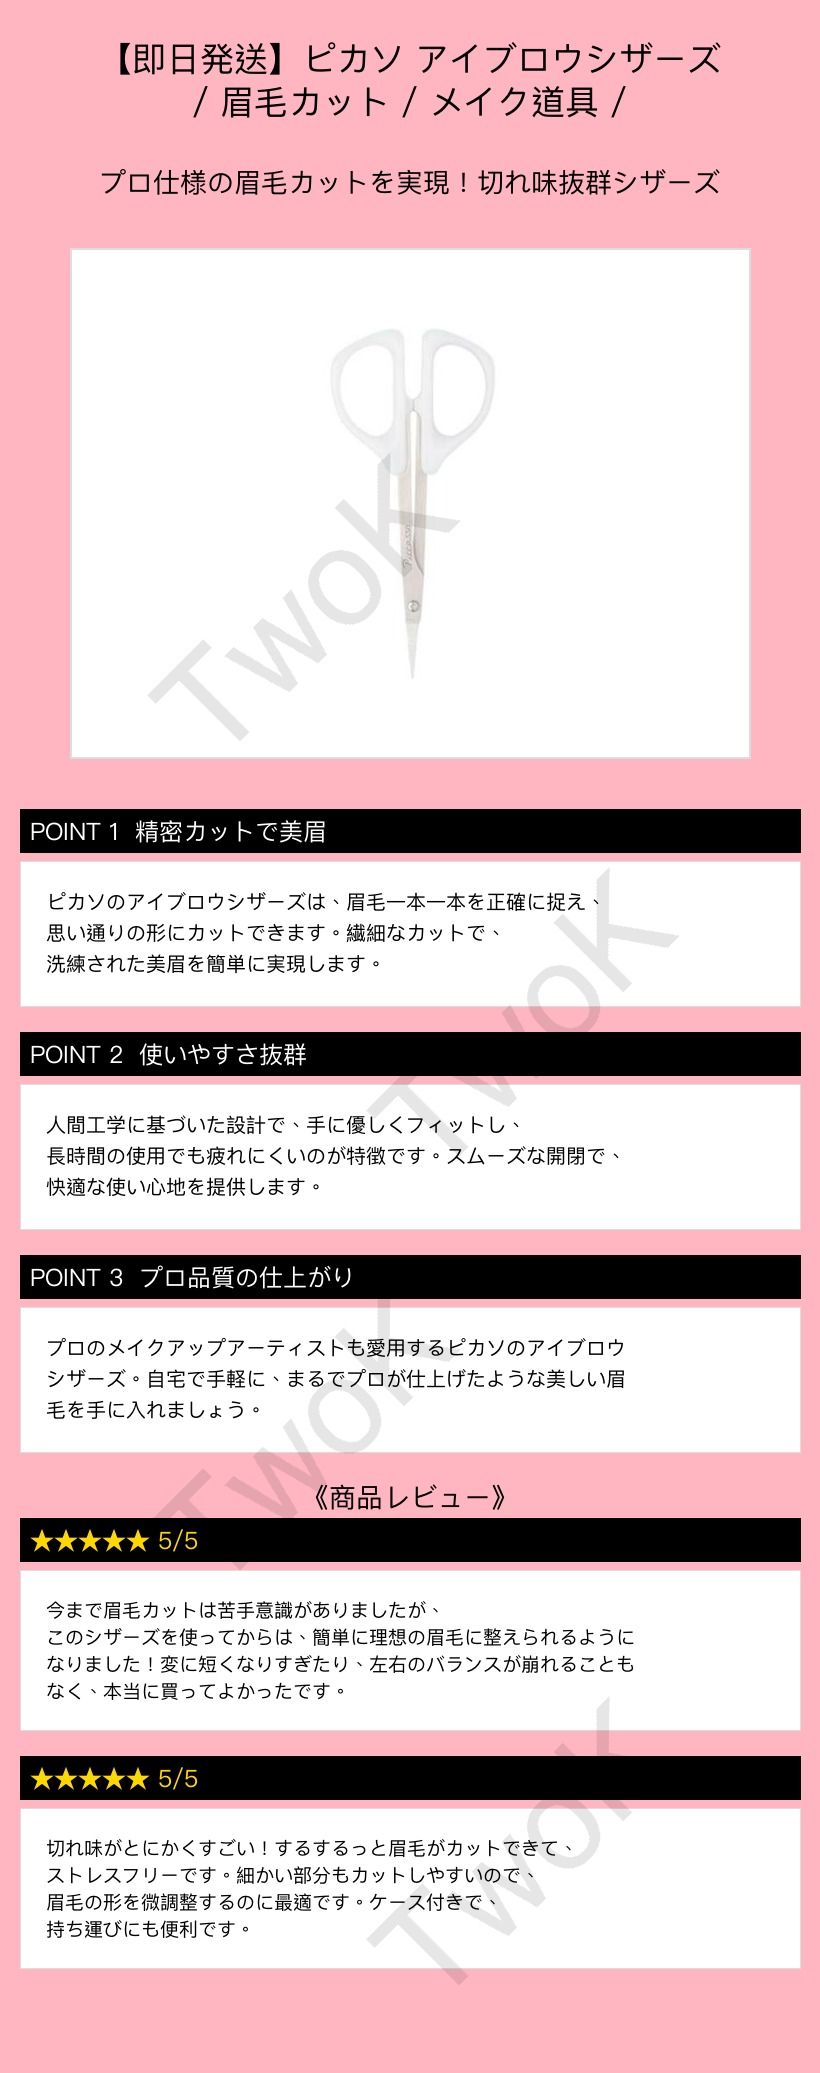 【即日発送】ピカソ アイブロウシザーズ
/ 眉毛カット / メイク道具 /
プロ仕様の眉毛カットを実現！切れ味抜群シザーズ
Piccasso
TwoK
POINT 1 精密カットで美眉
ピカソのアイブロウシザーズは、眉毛一本一本を正確に捉え、
思い通りの形にカットできます。繊細なカットで、
洗練された美眉を簡単に実現します。
TwoK
POINT 2 使いやすさ抜群
人間工学に基づいた設計で、手に優しくフィットし、
長時間の使用でも疲れにくいのが特徴です。スムーズな開閉で、
快適な使い心地を提供します。
POINT 3 プロ品質の仕上がり
プロのメイクアップアーティストも愛用するピカソのアイブロウ
シザーズ。自宅で手軽に、まるでプロが仕上げたような美しい眉
毛を手に入れましょう。
TwoK
《商品レビュー》
★★★★★ 5/5
今まで眉毛カットは苦手意識がありましたが、
このシザーズを使ってからは、簡単に理想の眉毛に整えられるように
なりました！変に短くなりすぎたり、左右のバランスが崩れることも
なく、本当に買ってよかったです。
★★★★★ 5/5
切れ味がとにかくすごい！するするっと眉毛がカットできて、
ストレスフリーです。細かい部分もカットしやすいので、
眉毛の形を微調整するのに最適です。ケース付きで、
持ち運びにも便利です。
TwoK